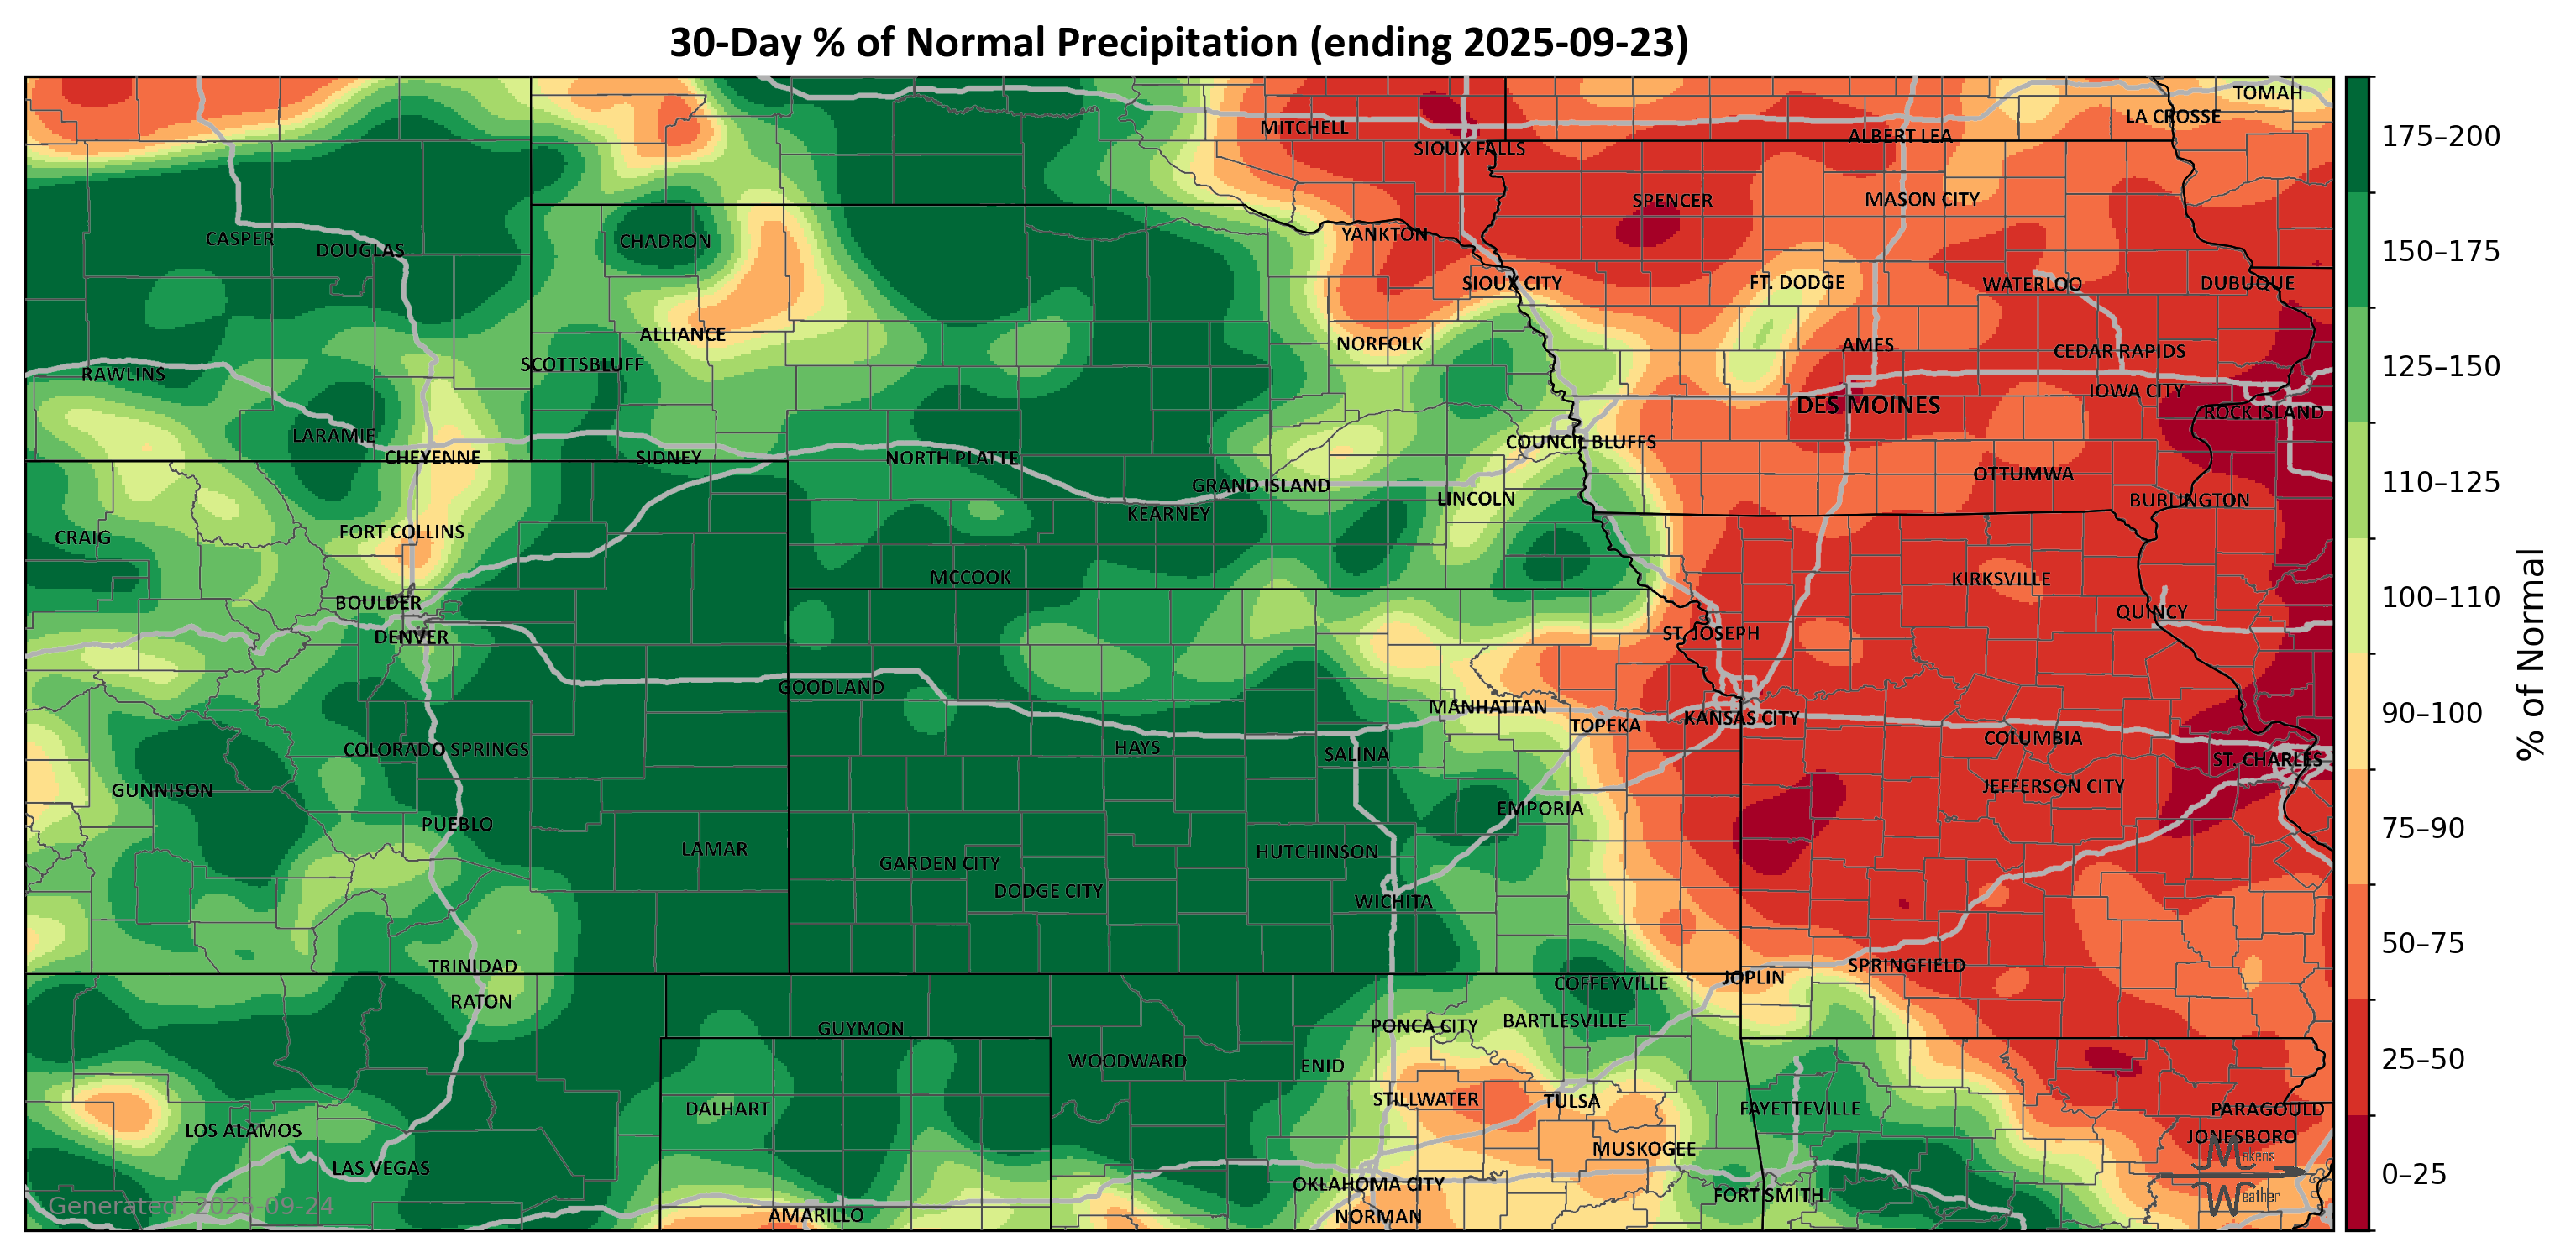 30-Day % of Normal Precipitation (ending 2025-09-23)
TOMAH
LA CROSSE
MITCHELL
ALBERT LEA
SIOUX FALLS
SPENCER
MASON CITY
YANKTON
CASPER
CHADRON
DOUGLAS
SIOUX CITY
FT. DODGE
WATERLOO
DUBUQUE
ALLIANCE
NORFOLK
AMES
CEDAR RAPIDS
SCOTTSBLUFF
RAWLINS
IOWA CITY
DES MOINES
ROCK ISLAND
LARAMIE
COUNCIL BLUFFS
CHEYENNE
SIDNEY
NORTH PLATTE
OTTUMWA
GRAND ISLAND
LINCOLN
BURLINGTON
KEARNEY
FORT COLLINS
CRAIG
MCCOOK
KIRKSVILLE
BOULDER
QUINCY
DENVER
ST. JOSEPH
GOODLAND
MANHATTAN
TOPEKA
KANSAS CITY
COLUMBIA
COLORADO SPRINGS
HAYS
SALINA
ST. CHARLES
GUNNISON
JEFFERSON CITY
EMPORIA
PUEBLO
LAMAR
HUTCHINSON
GARDEN CITY
DODGE CITY
WICHITA
TRINIDAD
SPRINGFIELD
JOPLIN
COFFEYVILLE
RATON
BARTLESVILLE
PONCA CITY
GUYMON
WOODWARD
ENID
STILLWATER
TULSA
DALHART
FAYETTEVILLE
PARAGOULD
LOS ALAMOS
JONESBORO
MUSKOGEE
LAS VEGAS
OKLAHOMA CITY
FORT SMITH
AMARILLO
NORMAN
Generated: 2025-09-24
Mekens
Weather
175–200
150–175
125–150
110–125
100–110
90–100
75–90
50–75
25–50
0–25
% of Normal